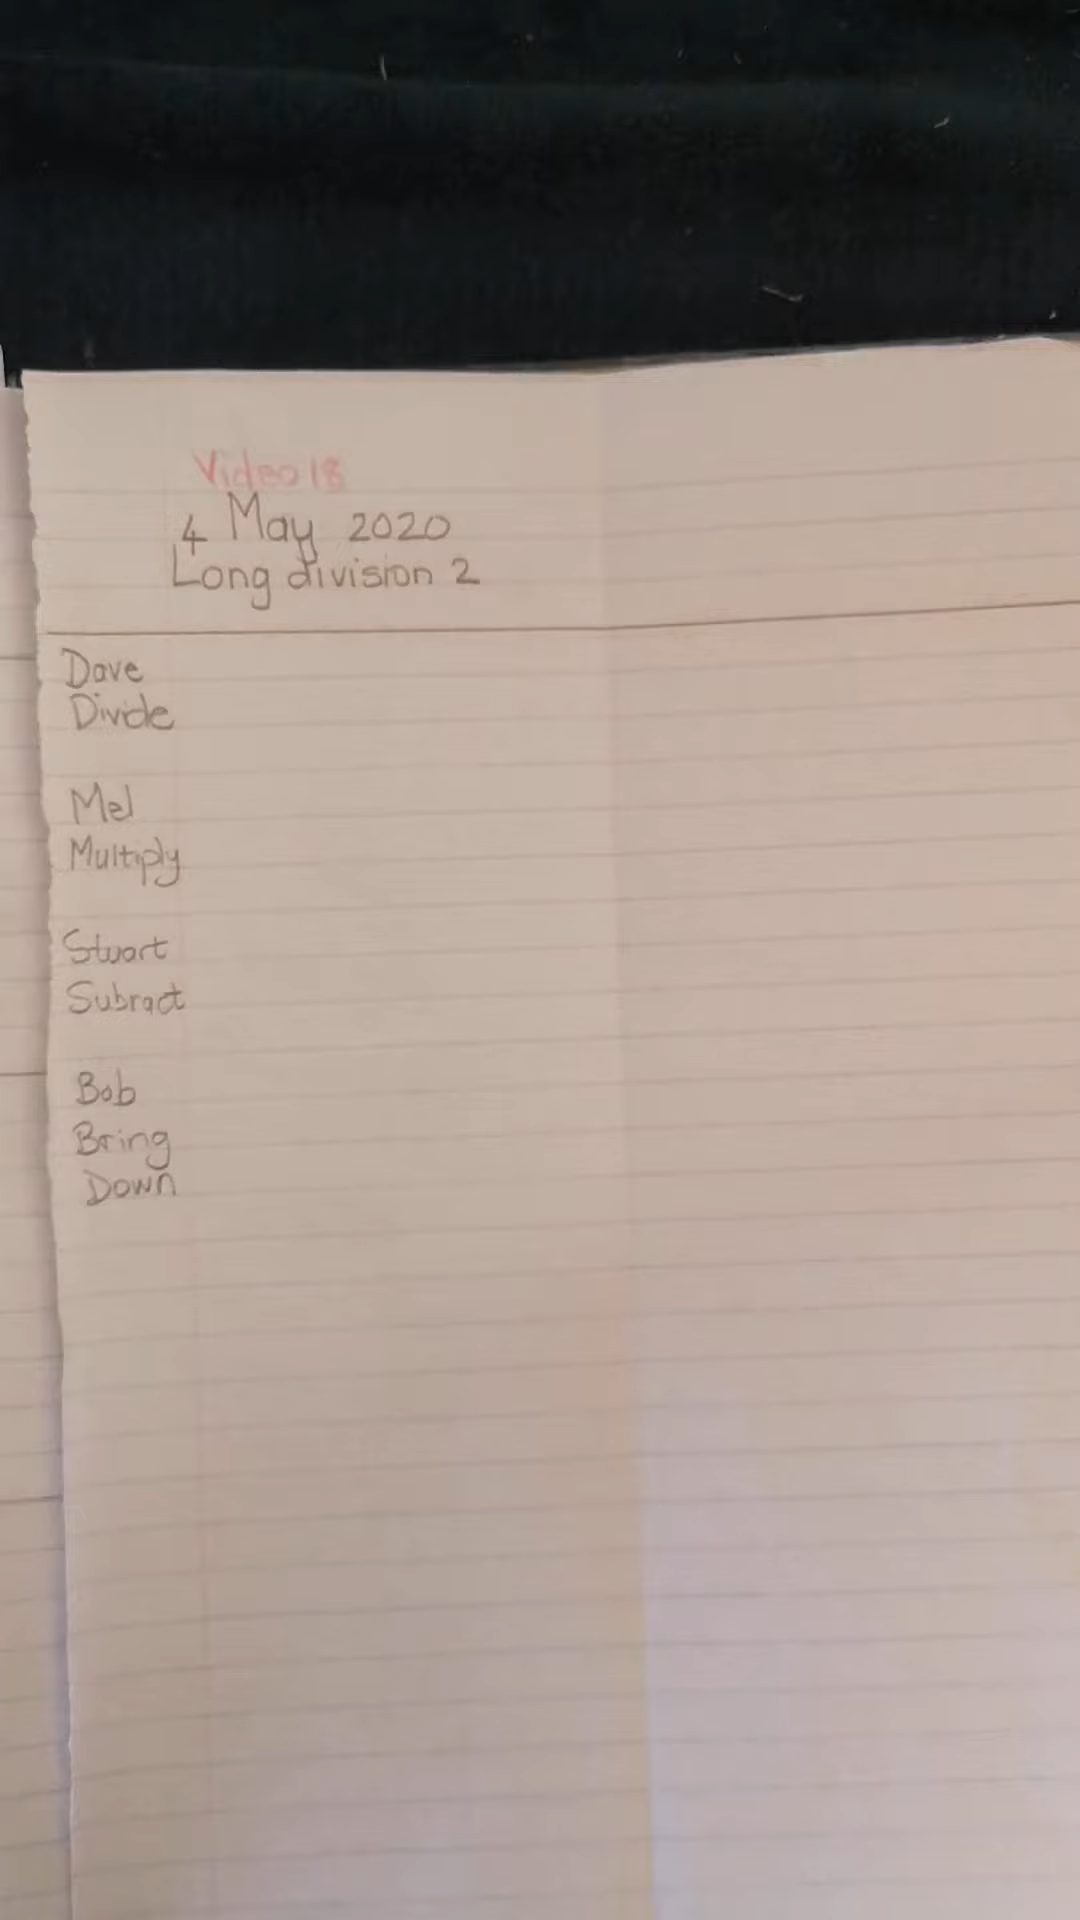 Video 18
4 May 2020
Long division 2
Dave
Divide
Mel
Multiply
Stuart
Subract
Bob
Bring
Down